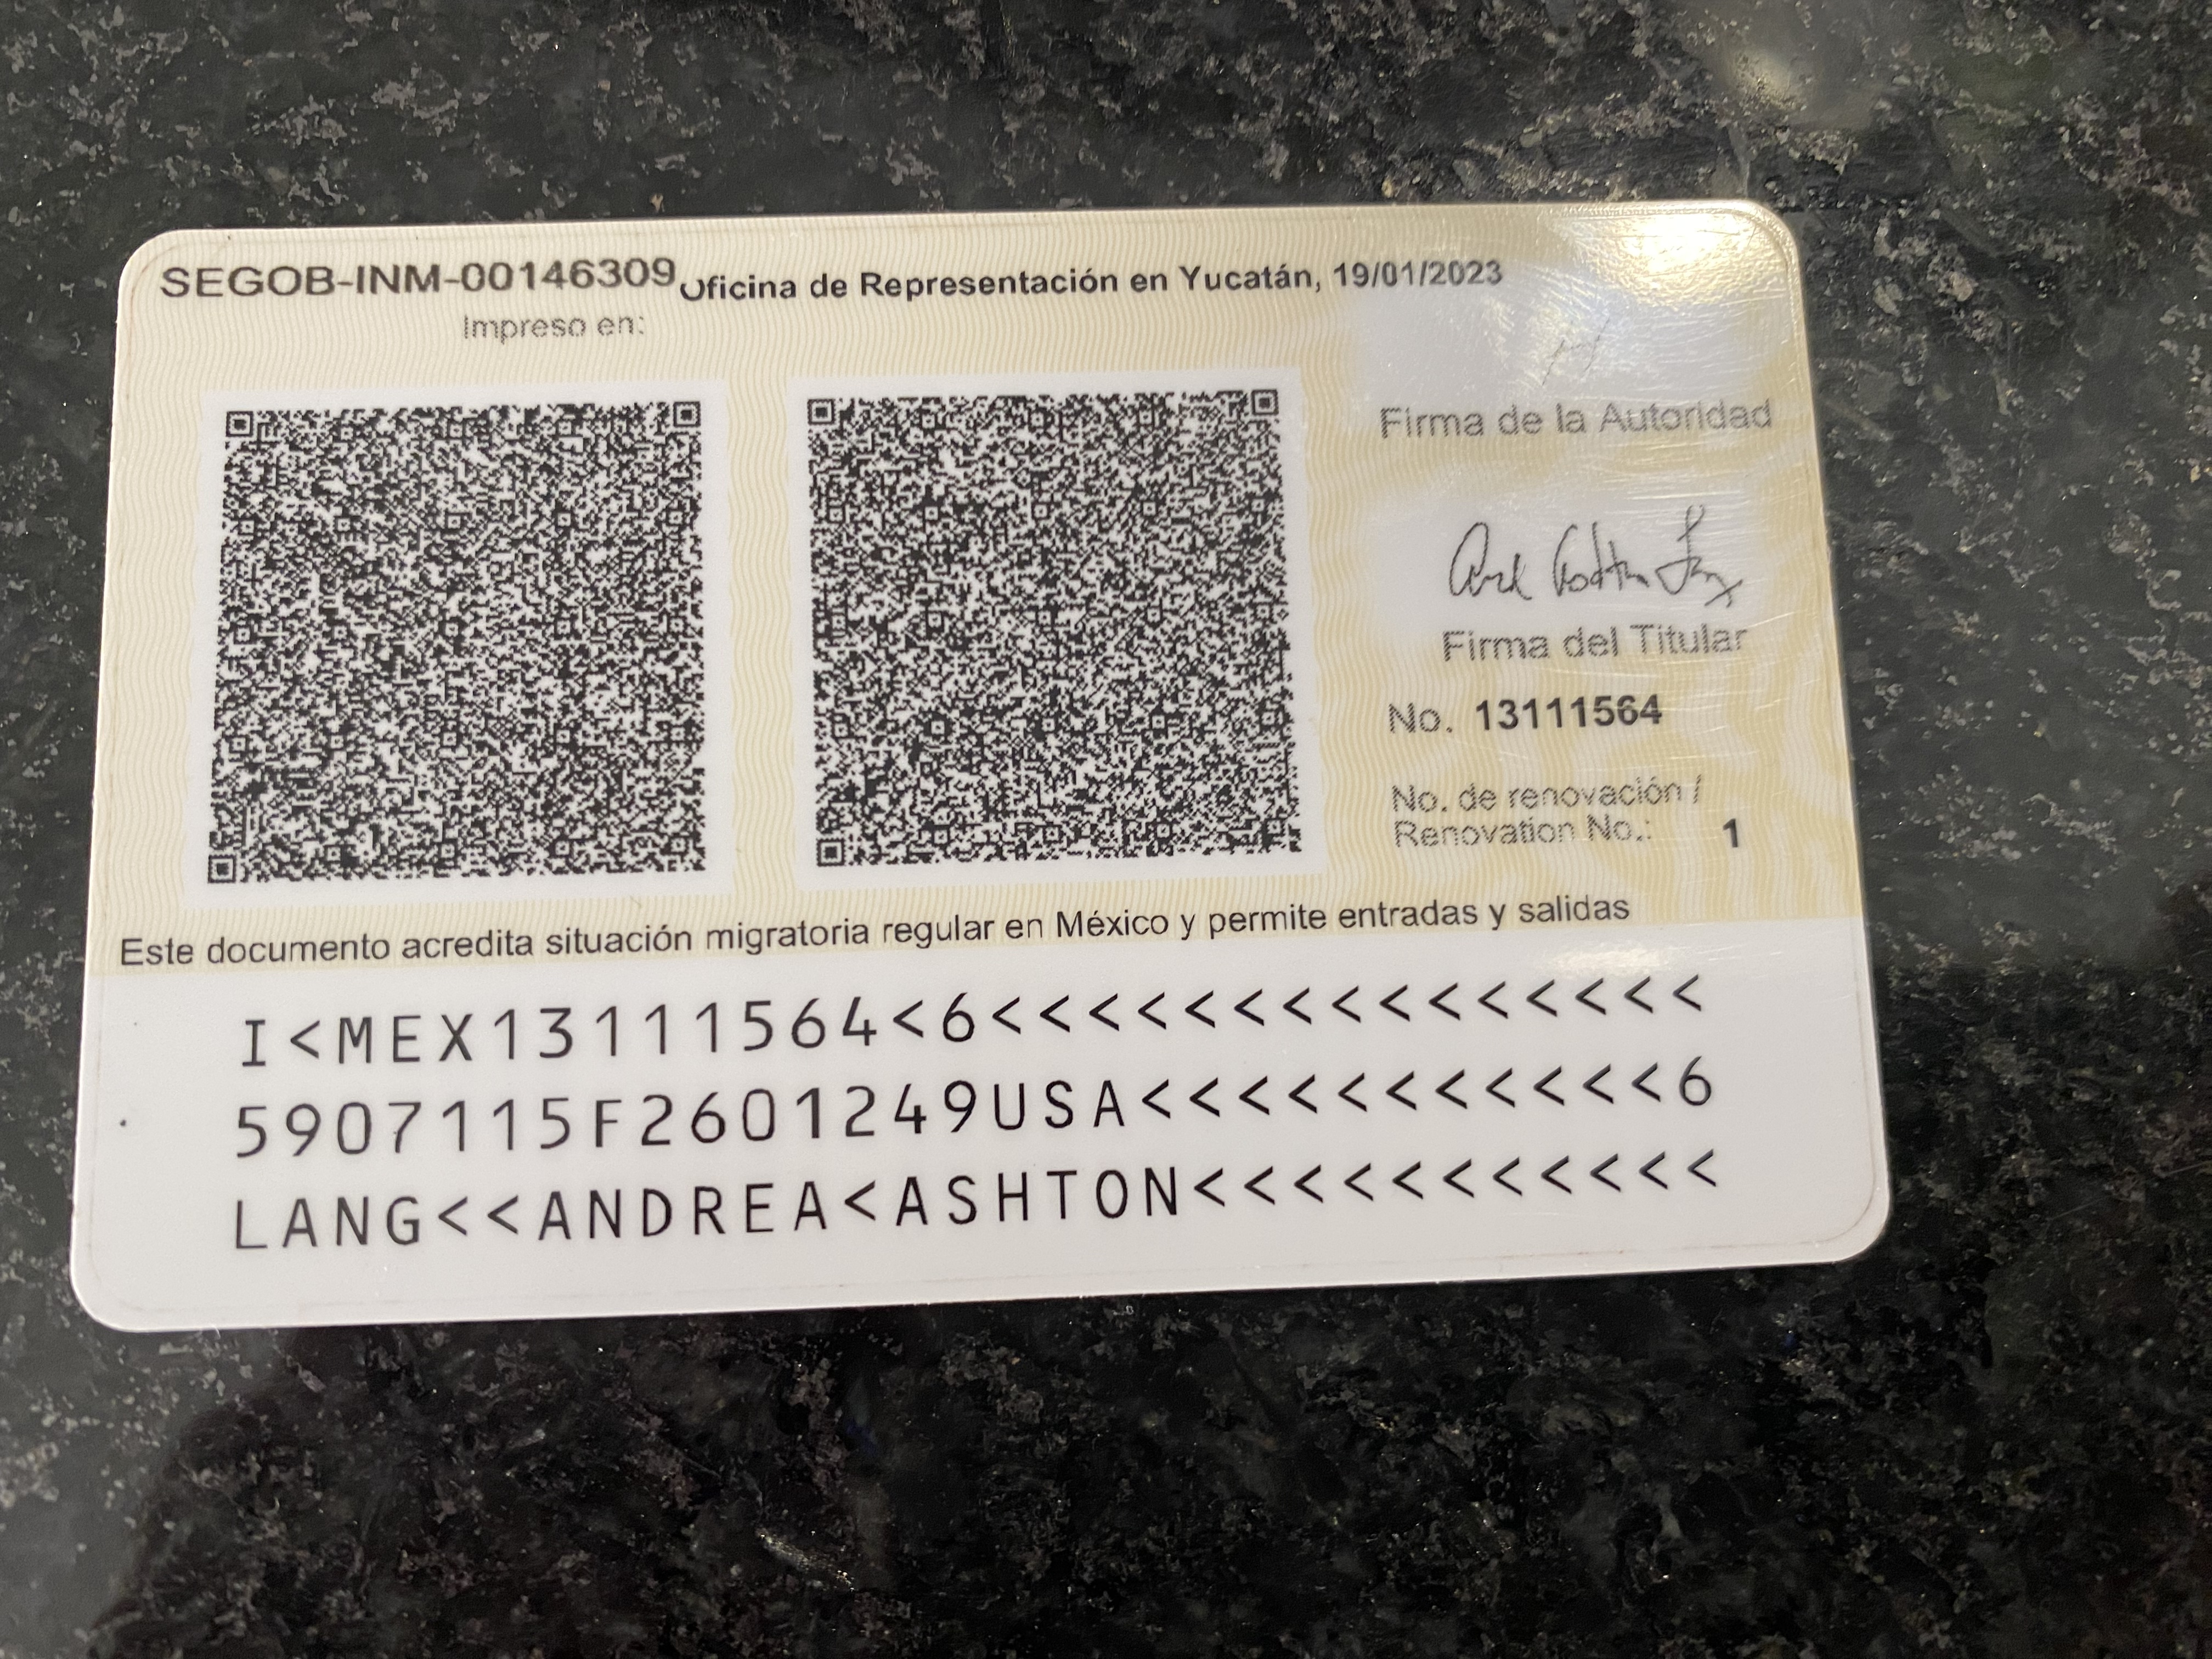 SEGOB-INM-00146309 Oficina de Representación en Yucatán, 19/01/2023
Impreso en:
Firma de la Autoridad
Firma del Titular
No. 13111564
No. de renovación /
Renovation No.: 1
Este documento acredita situación migratoria regular en México y permite entradas y salidas
I<MEX13111564<6<<<<<<<<<<<<<<<
5907115F2601249USA<<<<<<<<<<<6
LANG<<ANDREA<ASHTON<<<<<<<<<<<